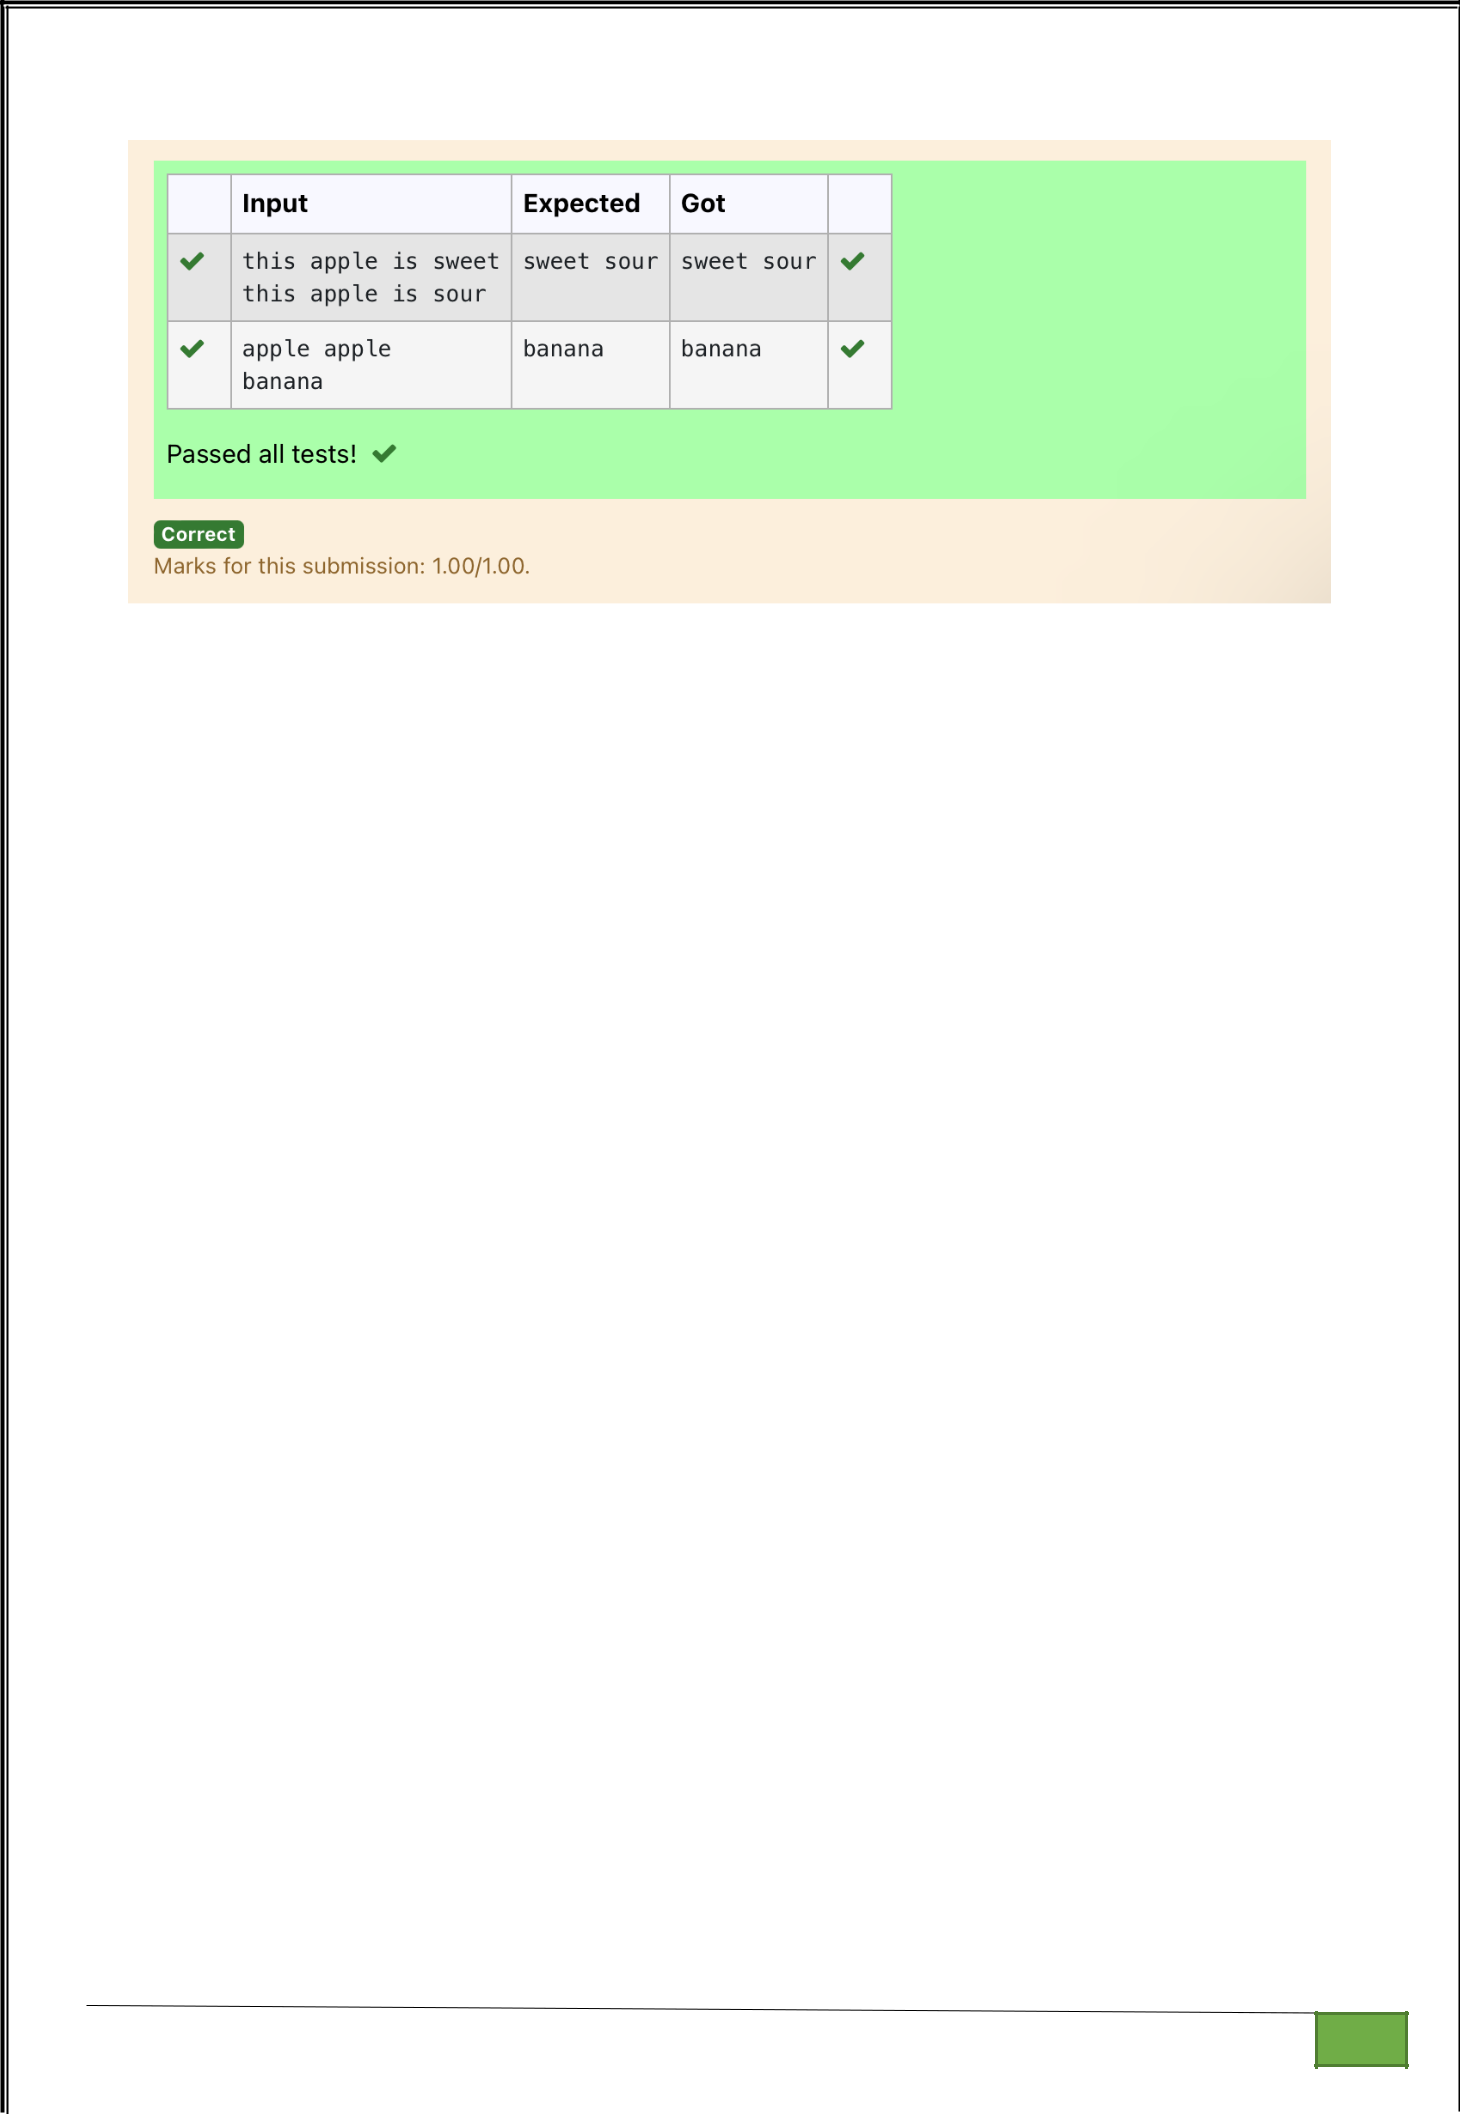 Input Expected Got
this apple is sweet sweet sour sweet sour
this apple is sour
apple apple banana banana
banana
Passed all tests!
Correct
Marks for this submission: 1.00/1.00.